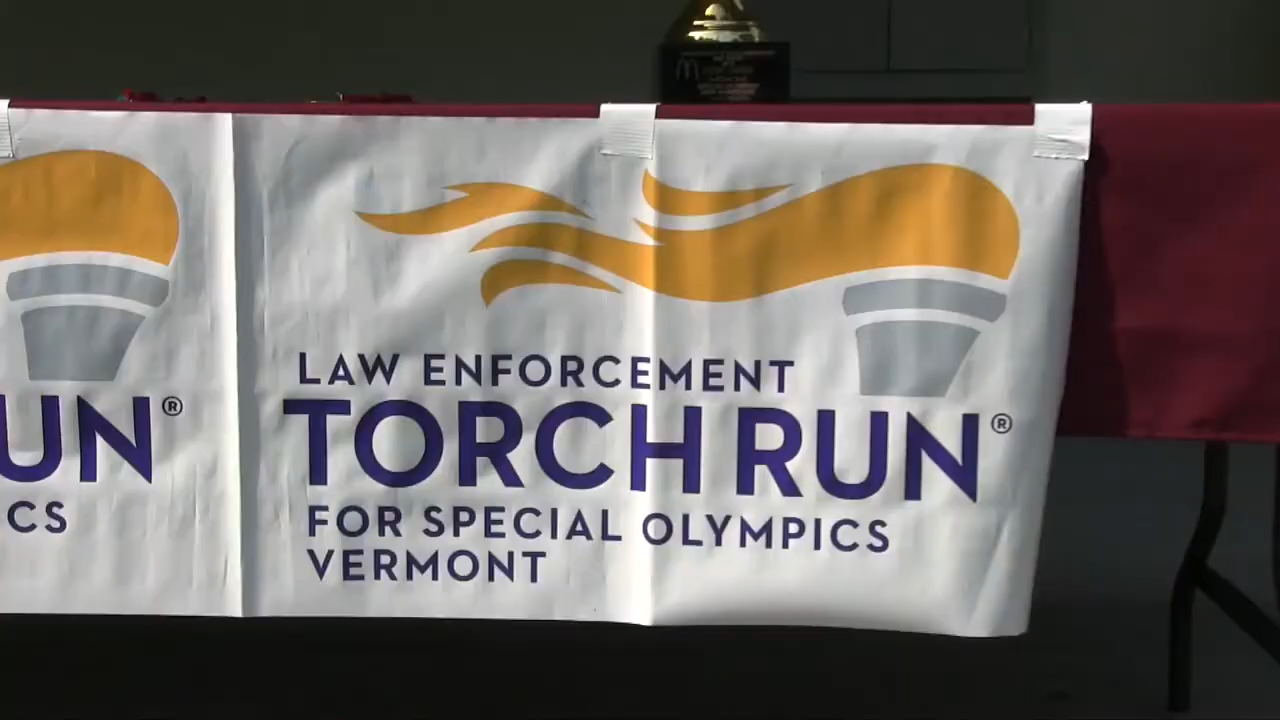 LAW ENFORCEMENT
TORCH RUN®
FOR SPECIAL OLYMPICS
VERMONT
UN®
CS